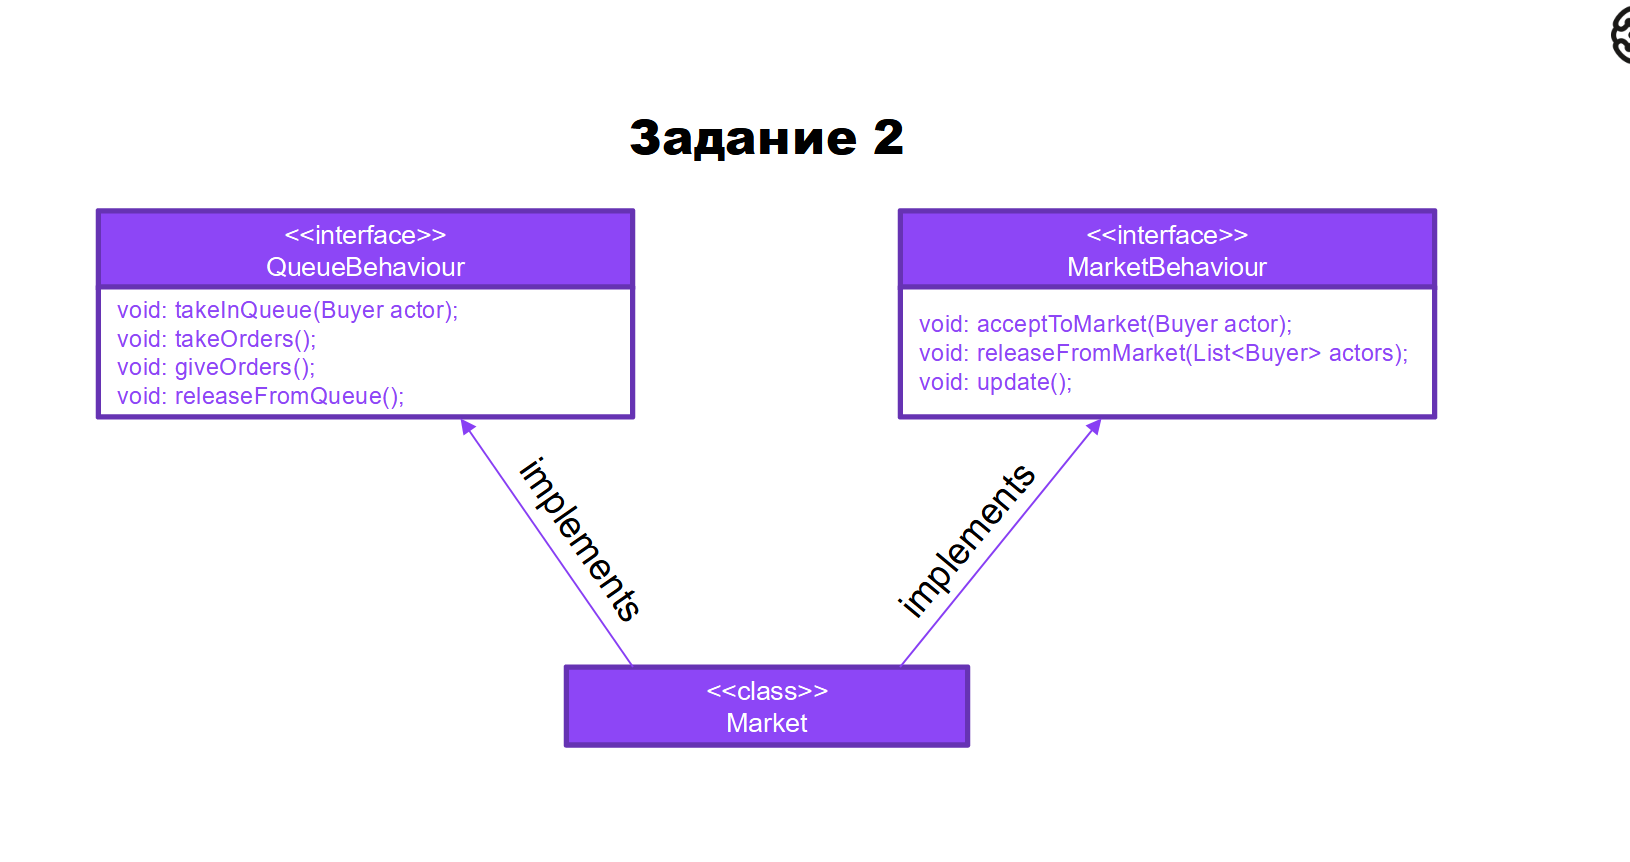 Задание 2
<<interface>>
QueueBehaviour
void: takeInQueue(Buyer actor);
void: takeOrders();
void: giveOrders();
void: releaseFromQueue();
<<interface>>
MarketBehaviour
void: acceptToMarket(Buyer actor);
void: releaseFromMarket(List<Buyer> actors);
void: update();
implements
implements
<<class>>
Market